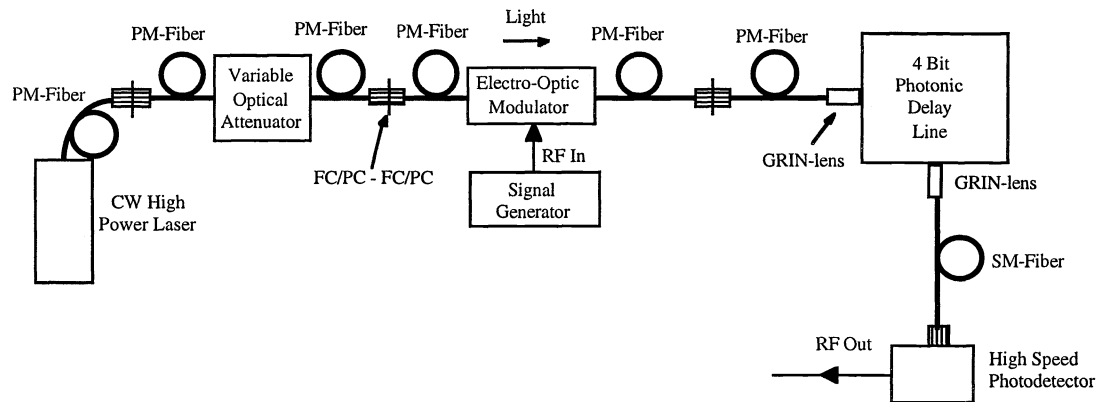 Light
PM-Fiber
PM-Fiber
PM-Fiber
PM-Fiber
PM-Fiber
PM-Fiber
Variable
Optical
Attenuator
Electro-Optic
Modulator
4 Bit
Photonic
Delay
Line
RF In
GRIN-lens
FC/PC - FC/PC
GRIN-lens
Signal
Generator
CW High
Power Laser
SM-Fiber
RF Out
High Speed
Photodetector